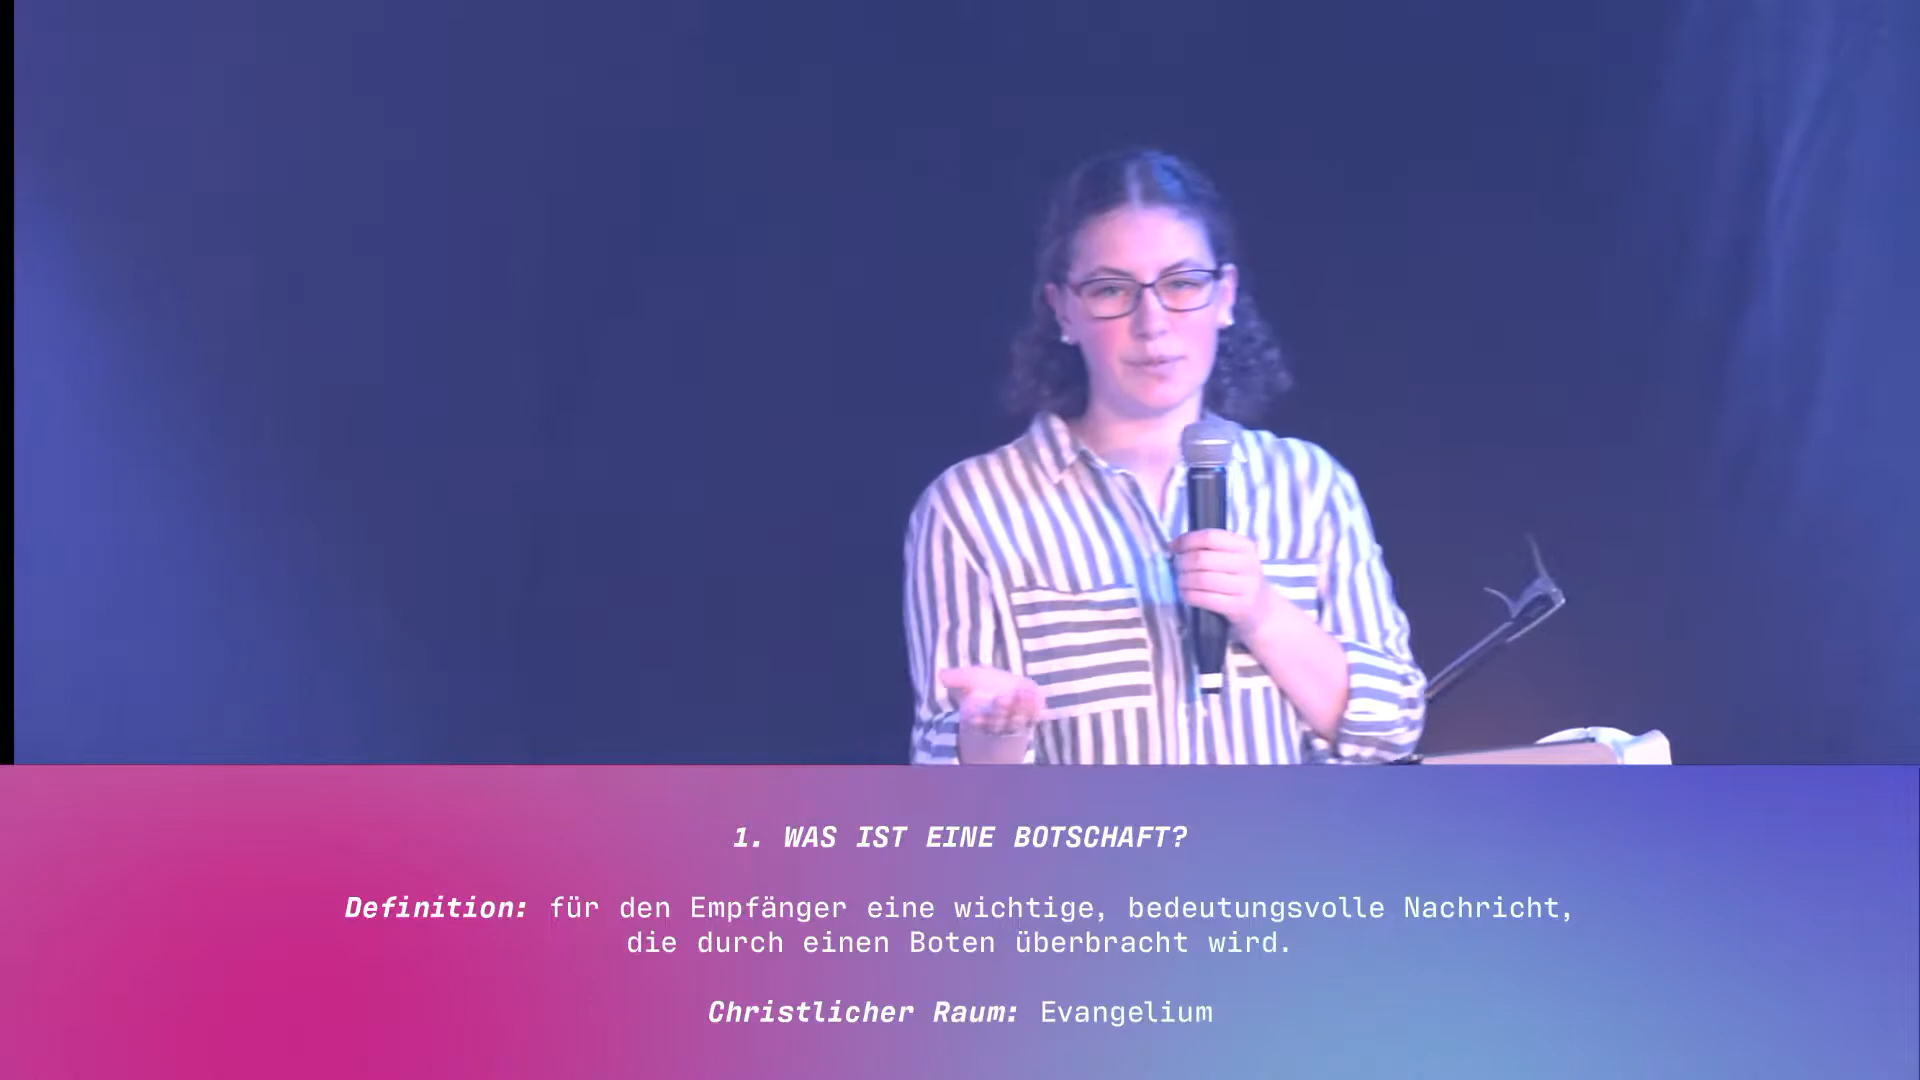 1. WAS IST EINE BOTSCHAFT?
Definition: für den Empfänger eine wichtige, bedeutungsvolle Nachricht,
die durch einen Boten überbracht wird.
Christlicher Raum: Evangelium